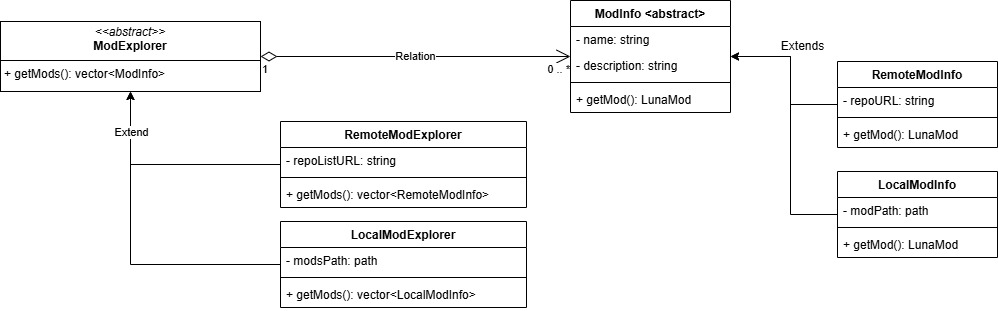 <<abstract>>
ModExplorer
+ getMods(): vector<ModInfo>
1
Relation
0 .. *
ModInfo <abstract>
- name: string
- description: string
+ getMod(): LunaMod
Extends
RemoteModInfo
- repoURL: string
+ getMod(): LunaMod
LocalModInfo
- modPath: path
+ getMod(): LunaMod
Extend
RemoteModExplorer
- repoListURL: string
+ getMods(): vector<RemoteModInfo>
LocalModExplorer
- modsPath: path
+ getMods(): vector<LocalModInfo>